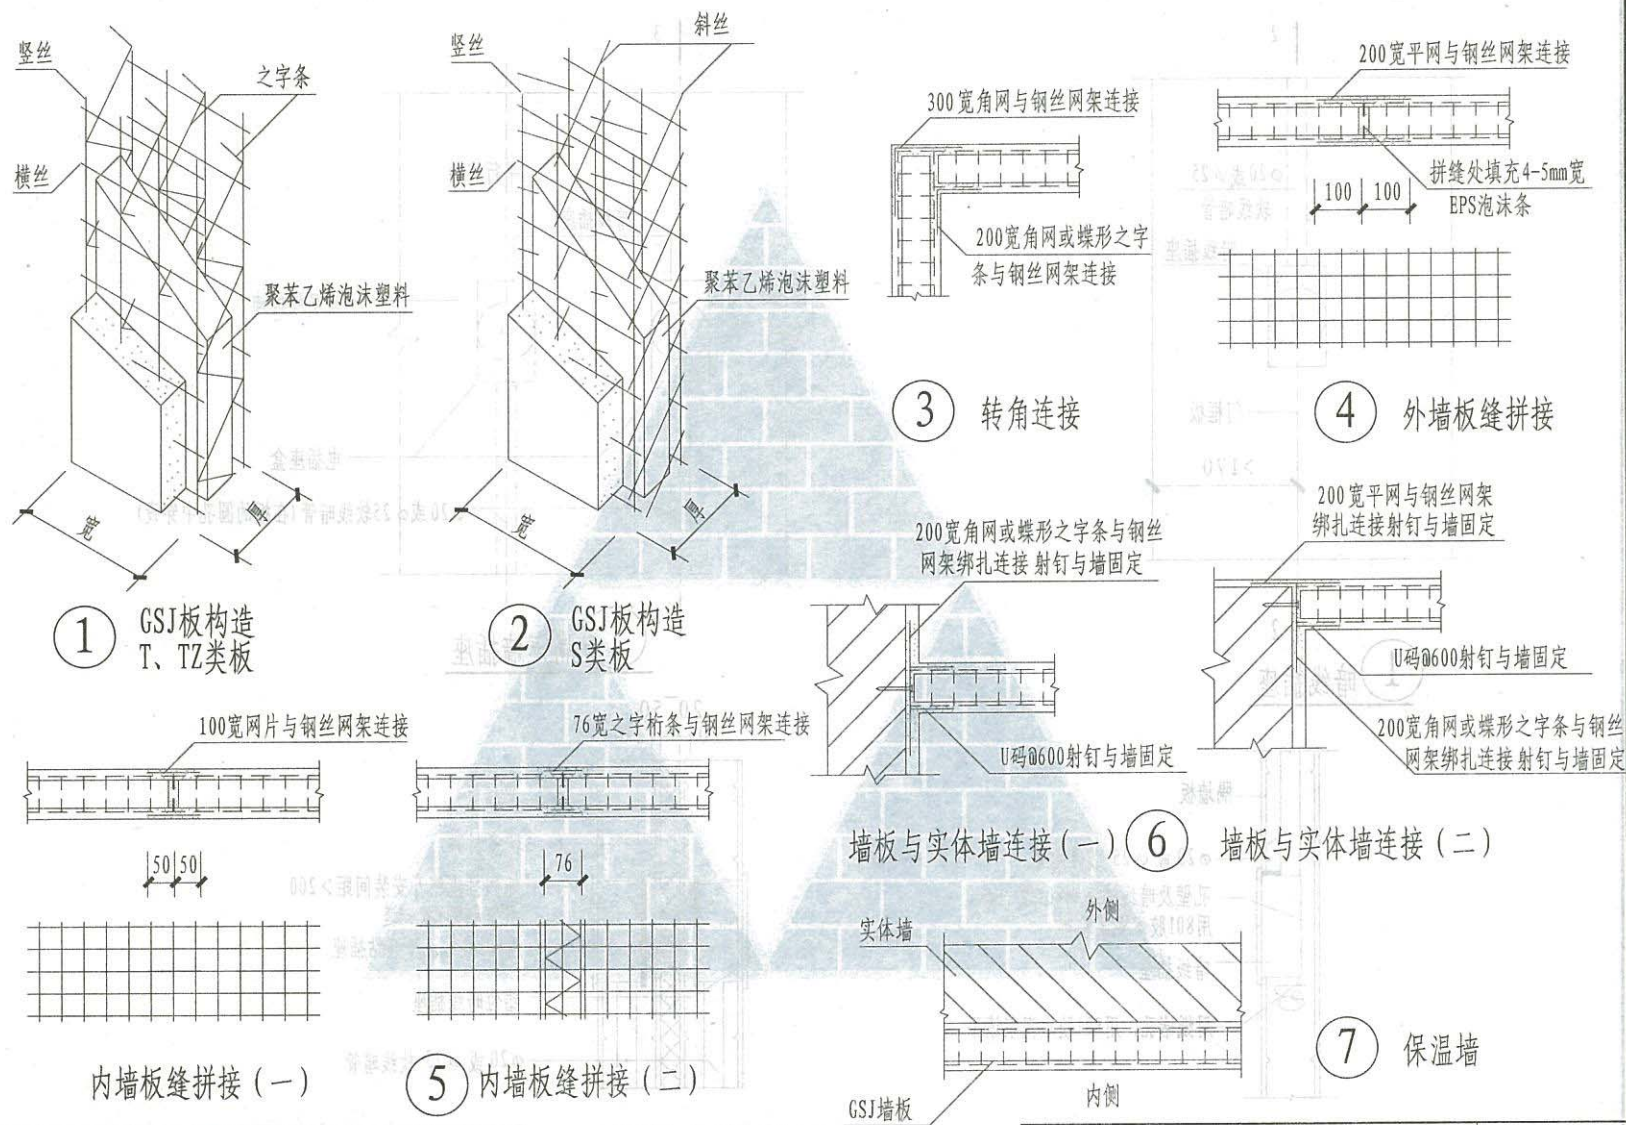 竖丝
之字条
横丝
聚苯乙烯泡沫塑料
宽
厚
1
GSJ板构造
T、TZ类板
斜丝
竖丝
横丝
聚苯乙烯泡沫塑料
宽
厚
2
GSJ板构造
S类板
300宽角网与钢丝网架连接
200宽角网或蝶形之字
条与钢丝网架连接
3
转角连接
200宽平网与钢丝网架连接
拼缝处填充4-5mm宽
EPS泡沫条
100
100
4
外墙板缝拼接
100宽网片与钢丝网架连接
50
50
内墙板缝拼接(一)
76宽之字桁条与钢丝网架连接
76
5
内墙板缝拼接(二)
200宽角网或蝶形之字条与钢丝
网架绑扎连接 射钉与墙固定
U码@600射钉与墙固定
墙板与实体墙连接(一)
6
200宽平网与钢丝网架
绑扎连接射钉与墙固定
U码@600射钉与墙固定
200宽角网或蝶形之字条与钢丝
网架绑扎连接 射钉与墙固定
墙板与实体墙连接(二)
实体墙
外侧
GSJ墙板
内侧
7
保温墙